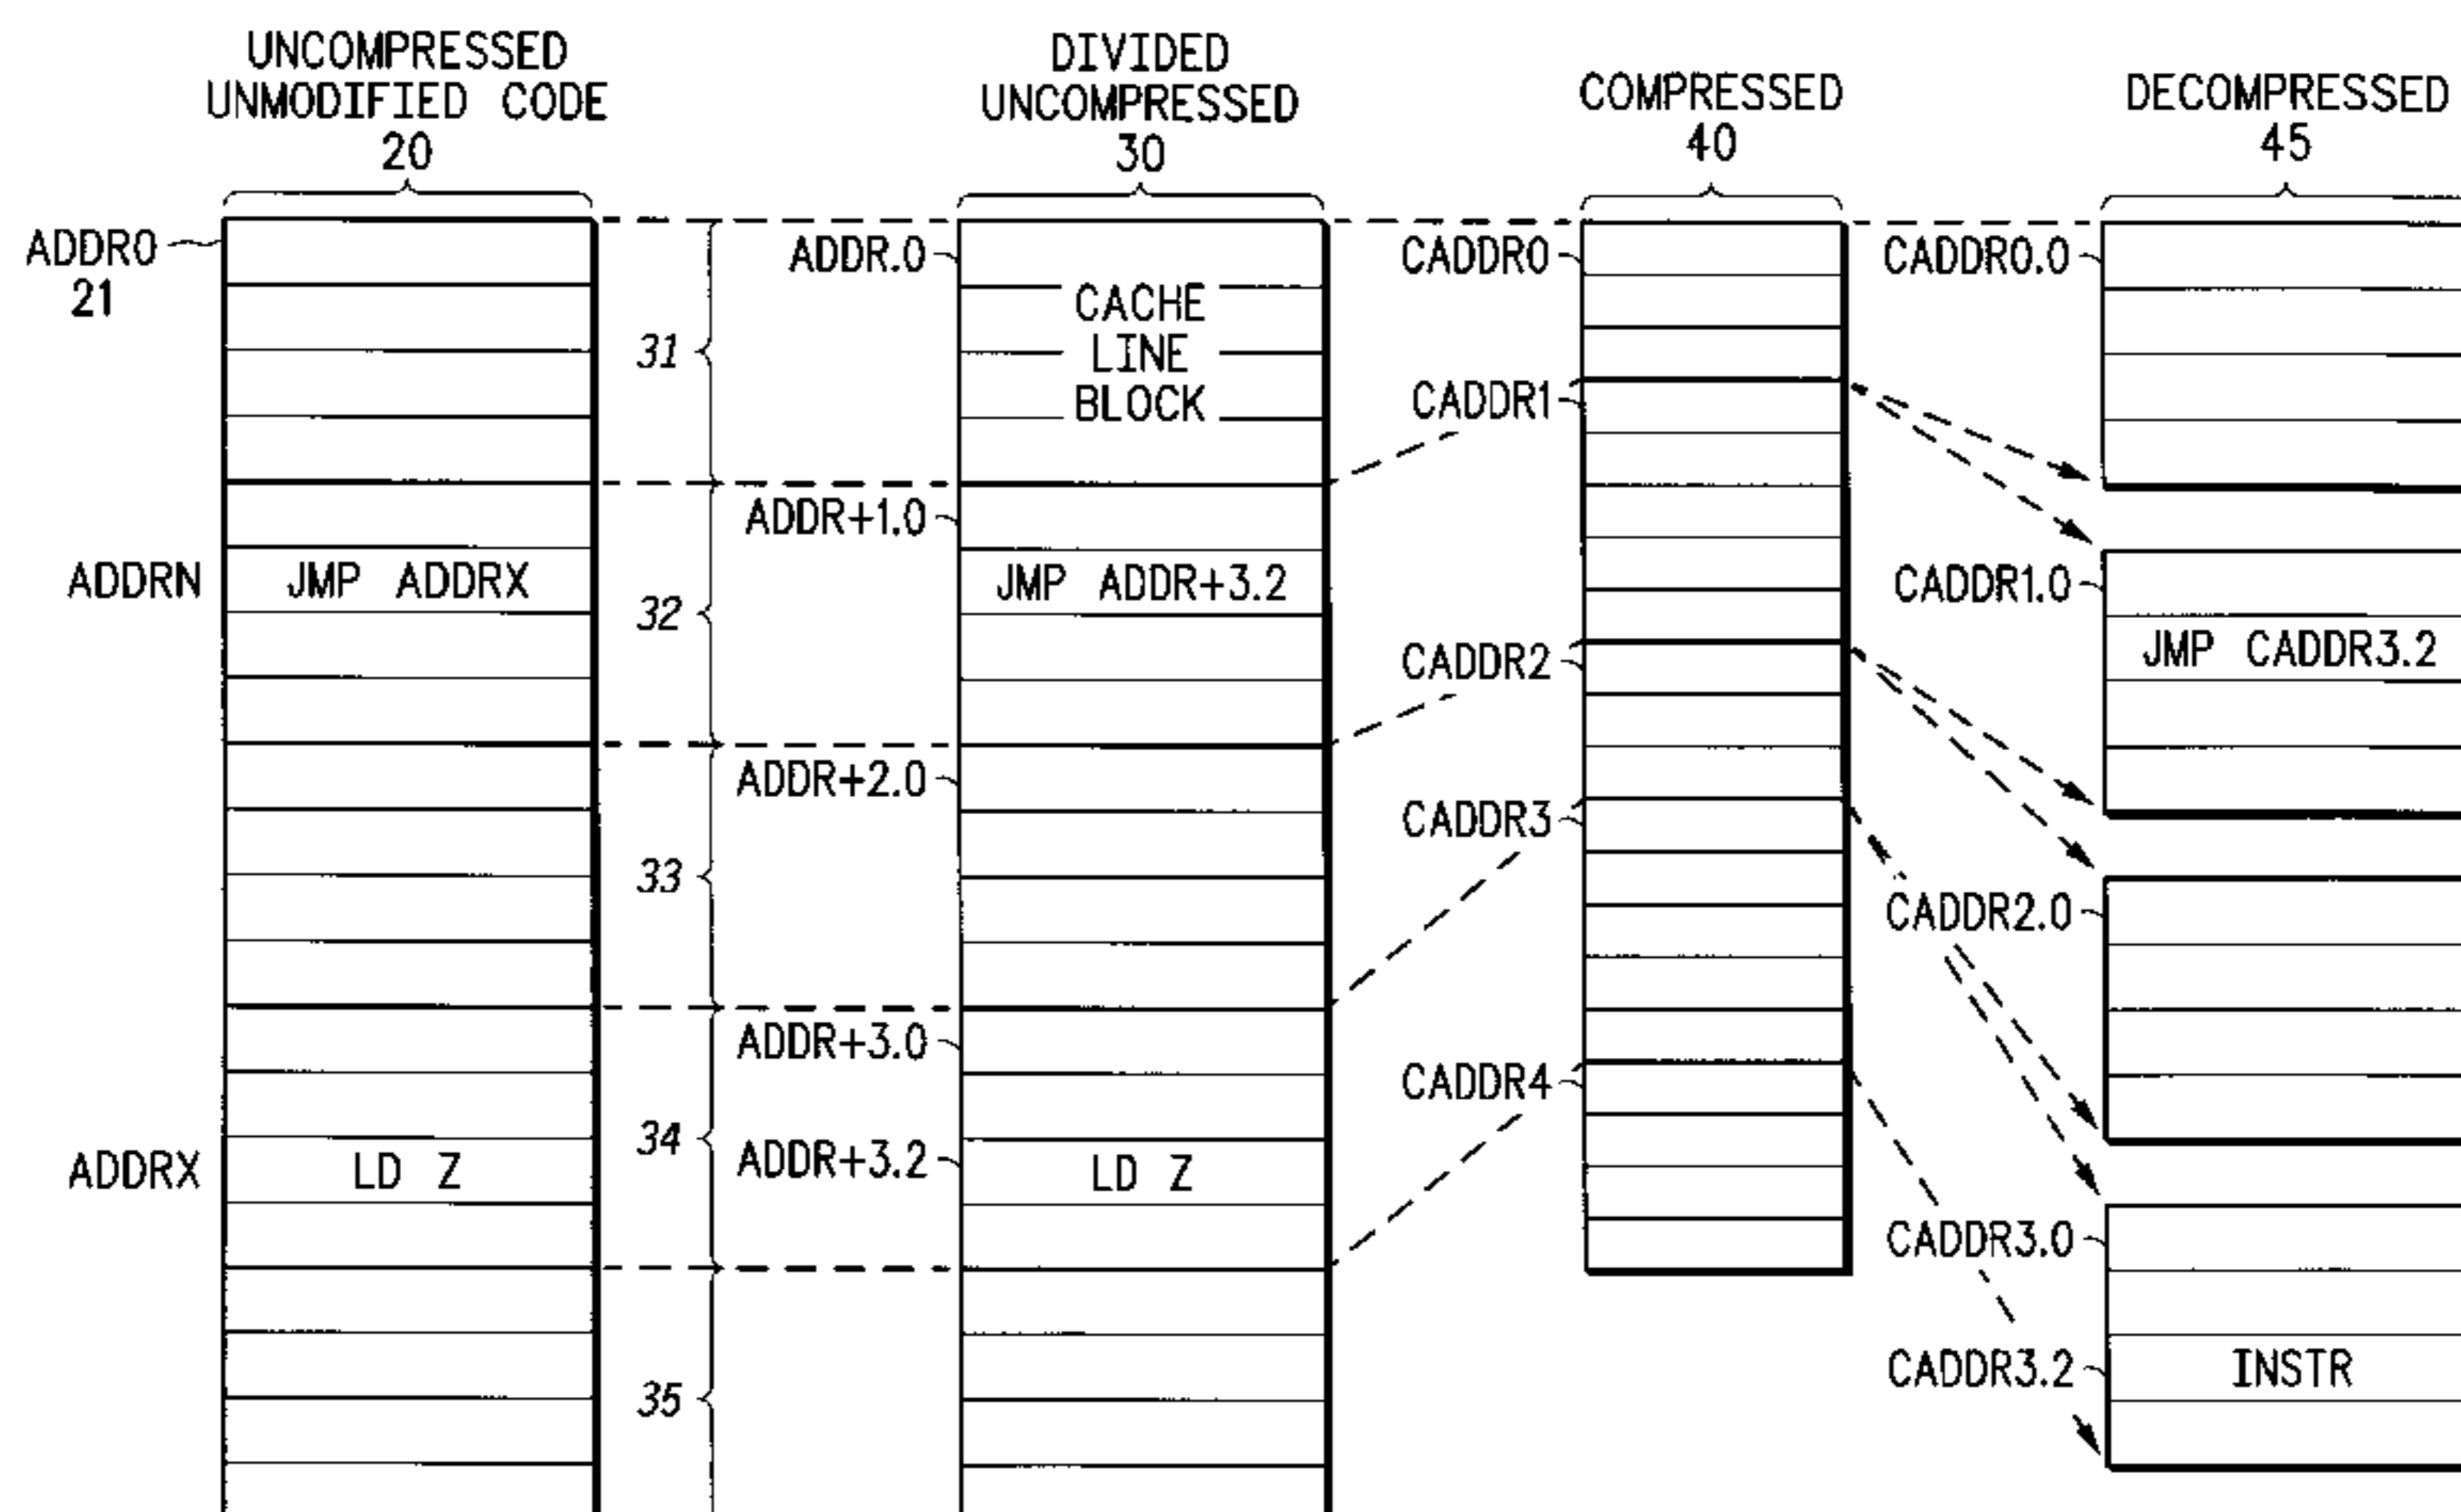 UNCOMPRESSED
UNMODIFIED CODE
20
DIVIDED
UNCOMPRESSED
30
COMPRESSED
40
DECOMPRESSED
45
ADDR0
21
ADDR.0
CADDR0
CADDR0.0
CACHE
LINE
BLOCK
31
CADDR1
ADDR+1.0
ADDRN
JMP ADDRX
32
JMP ADDR+3.2
CADDR1.0
JMP CADDR3.2
CADDR2
ADDR+2.0
CADDR3
33
CADDR2.0
ADDR+3.0
CADDR4
34
ADDRX
LD Z
ADDR+3.2
LD Z
CADDR3.0
CADDR3.2
INSTR
35